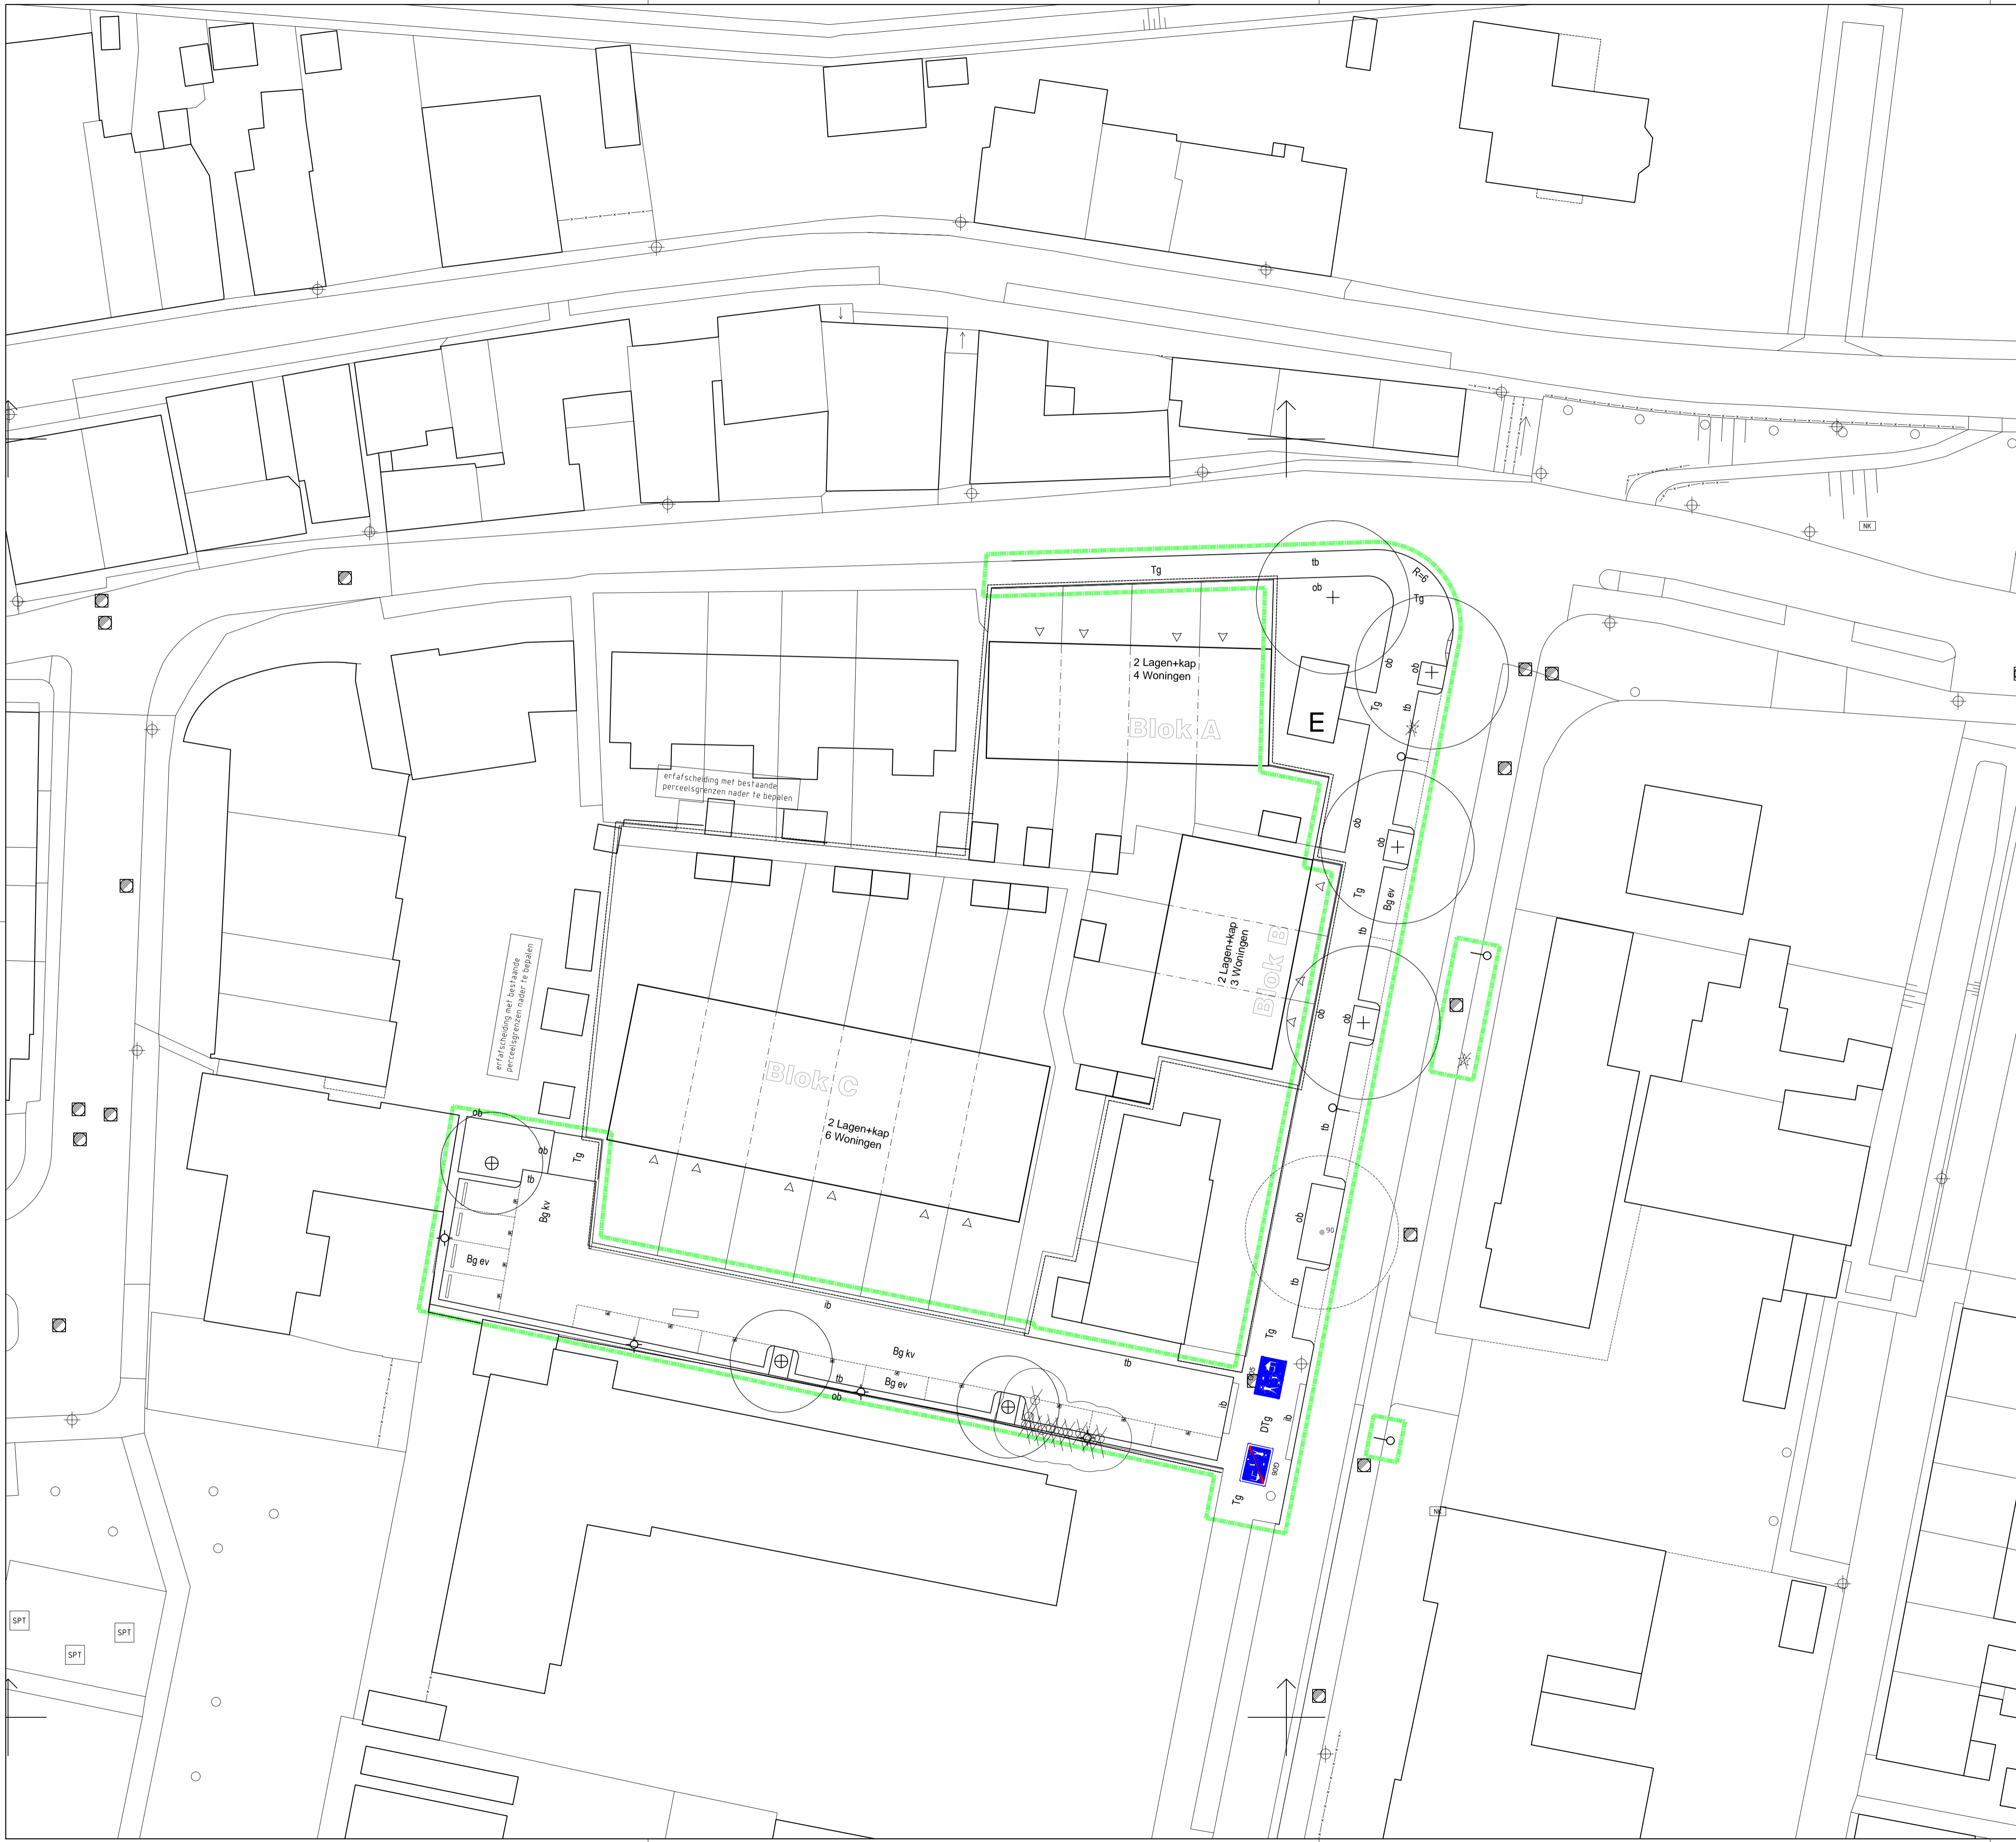 NK
tb
Tg
R=6
ob
Tg
2 Lagen+kap
4 Woningen
ob
ob
Tg
tb
E
Blok A
erfafscheiding met bestaande
perceelsgrenzen nader te bepalen
ob
ob
Tg
Bg ev
tb
2 Lagen+kap
3 Woningen
Blok B
erfafscheiding met bestaande
perceelsgrenzen nader te bepalen
ob
ob
Blok C
2 Lagen+kap
6 Woningen
ob
tb
ob
Tg
tb
Bg kv
ob
90
Bg ev
tb
ib
Tg
Bg kv
tb
tb
Bg ev
ob
ib
ib
DTg
G05
G06
Tg
NK
SPT
SPT
SPT